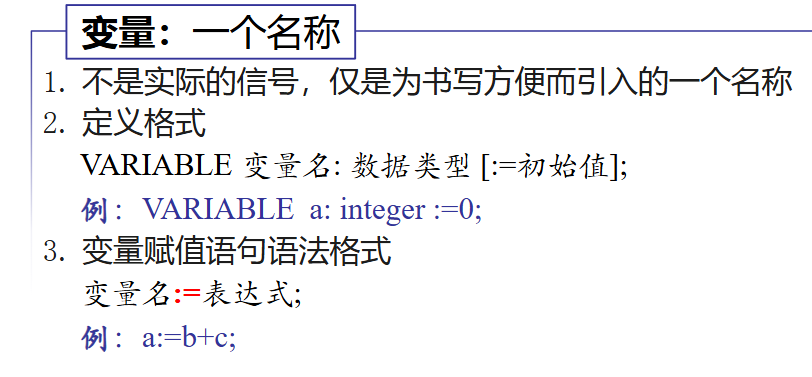 变量：一个名称
1. 不是实际的信号，仅是为书写方便而引入的一个名称
2. 定义格式
VARIABLE 变量名: 数据类型 [:=初始值];
例： VARIABLE a: integer :=0;
3. 变量赋值语句语法格式
变量名:=表达式;
例： a:=b+c;